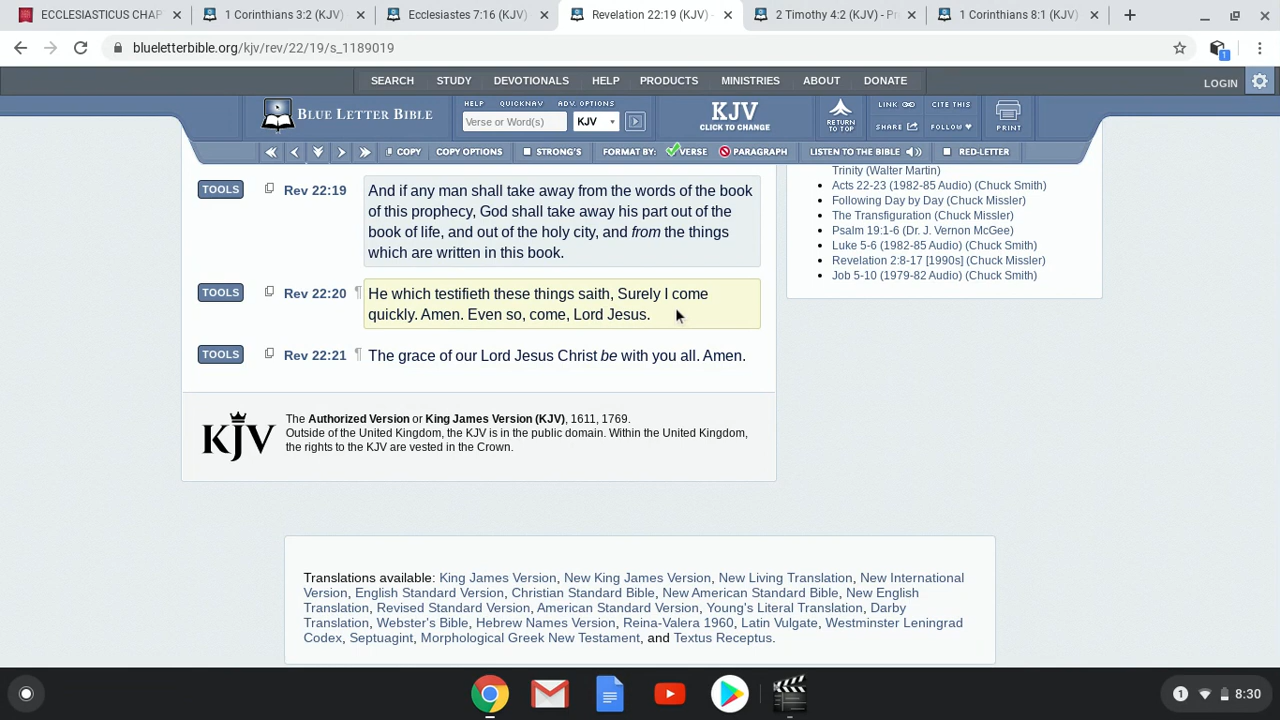 ECCLESIASTICUS CHAP
1 Corinthians 3:2 (KJV)
Ecclesiastes 7:16 (KJV)
Revelation 22:19 (KJV) -
2 Timothy 4:2 (KJV) - Pr
1 Corinthians 8:1 (KJV)
blueletterbible.org/kjv/rev/22/19/s_1189019
1
SEARCH STUDY DEVOTIONALS HELP PRODUCTS MINISTRIES ABOUT DONATE
LOGIN
BLUE LETTER BIBLE
HELP QUICKNAV ADV. OPTIONS
Verse or Word(s) KJV
KJV
CLICK TO CHANGE
RETURN
TO TOP
LINK CITE THIS
SHARE FOLLOW
PRINT
COPY COPY OPTIONS STRONG'S FORMAT BY: VERSE PARAGRAPH LISTEN TO THE BIBLE RED-LETTER
TOOLS Rev 22:19 And if any man shall take away from the words of the book
of this prophecy, God shall take away his part out of the
book of life, and out of the holy city, and from the things
which are written in this book.
TOOLS Rev 22:20 ¶ He which testifieth these things saith, Surely I come
quickly. Amen. Even so, come, Lord Jesus.
TOOLS Rev 22:21 ¶ The grace of our Lord Jesus Christ be with you all. Amen.
Trinity (Walter Martin)
Acts 22-23 (1982-85 Audio) (Chuck Smith)
Following Day by Day (Chuck Missler)
The Transfiguration (Chuck Missler)
Psalm 19:1-6 (Dr. J. Vernon McGee)
Luke 5-6 (1982-85 Audio) (Chuck Smith)
Revelation 2:8-17 [1990s] (Chuck Missler)
Job 5-10 (1979-82 Audio) (Chuck Smith)
KJV
The Authorized Version or King James Version (KJV), 1611, 1769.
Outside of the United Kingdom, the KJV is in the public domain. Within the United Kingdom,
the rights to the KJV are vested in the Crown.
Translations available: King James Version, New King James Version, New Living Translation, New International
Version, English Standard Version, Christian Standard Bible, New American Standard Bible, New English
Translation, Revised Standard Version, American Standard Version, Young's Literal Translation, Darby
Translation, Webster's Bible, Hebrew Names Version, Reina-Valera 1960, Latin Vulgate, Westminster Leningrad
Codex, Septuagint, Morphological Greek New Testament, and Textus Receptus.
1 8:30